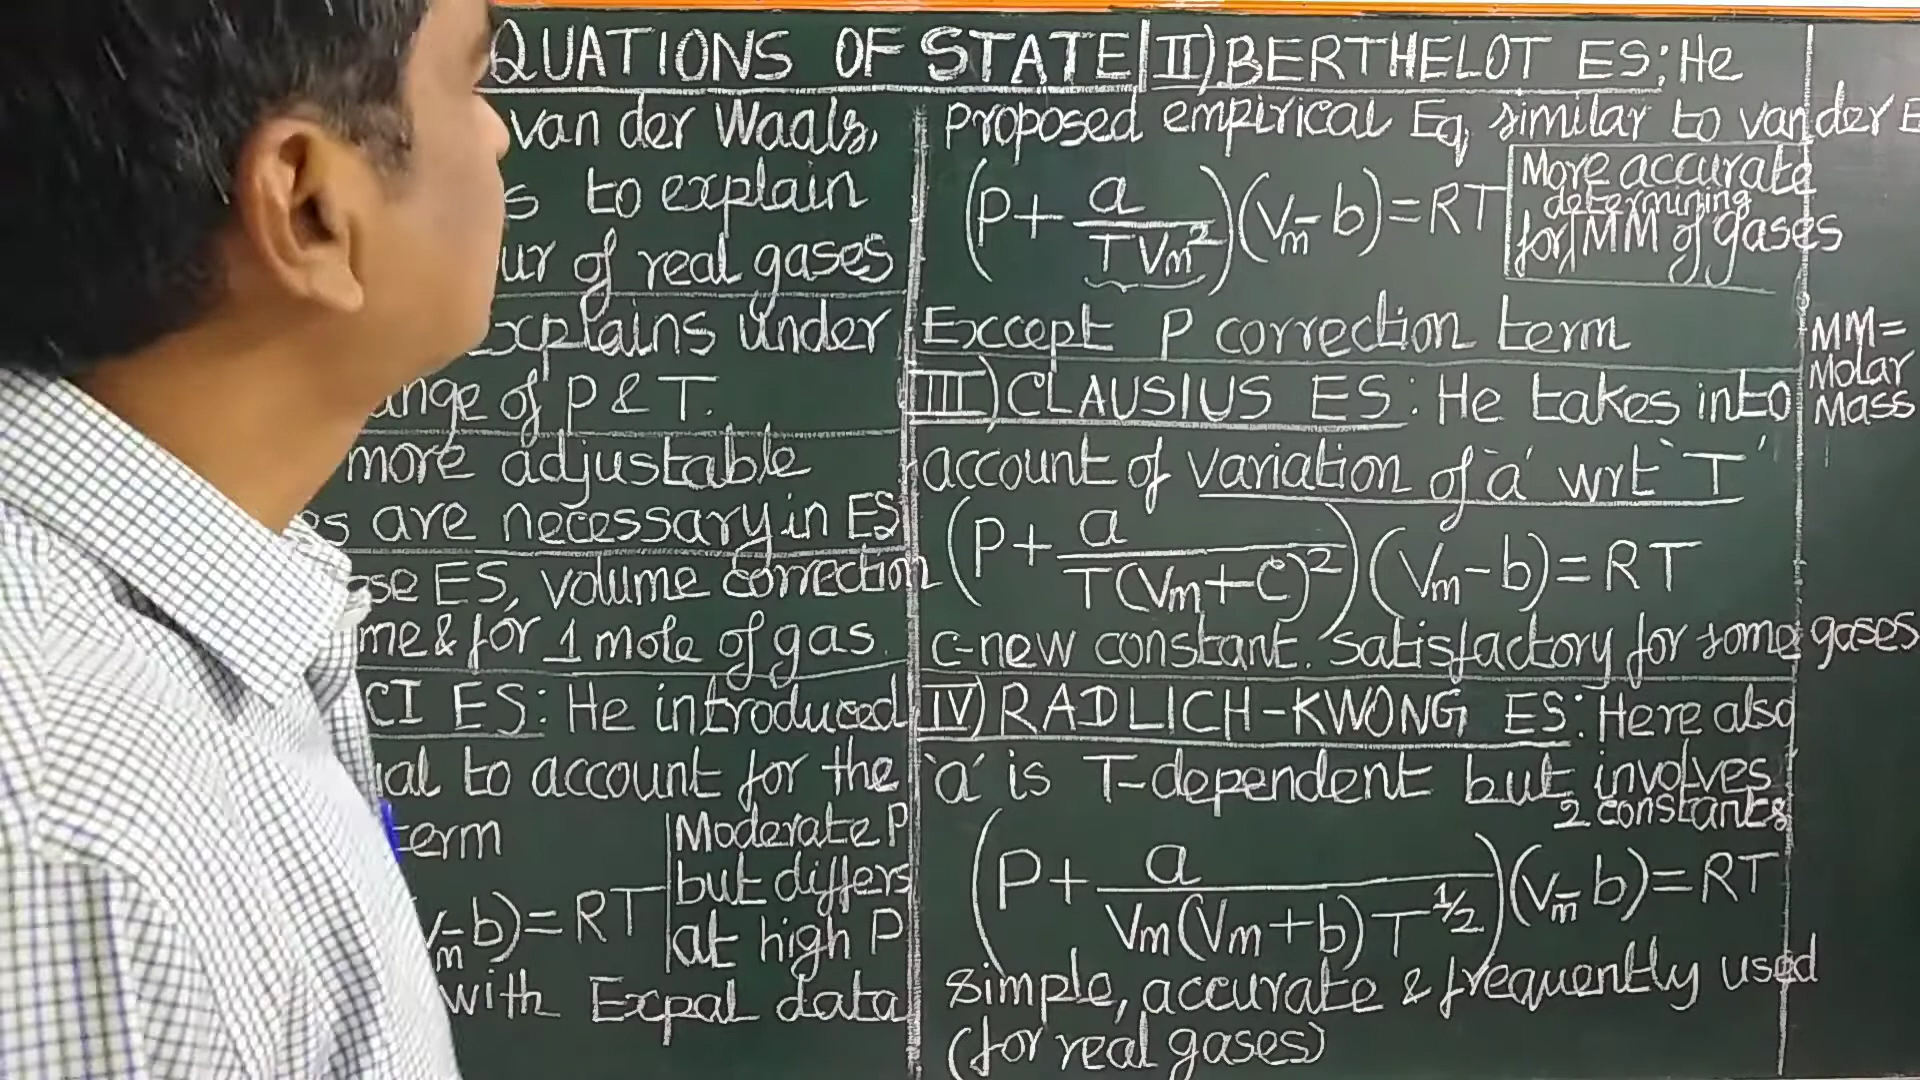 QUATIONS OF STATE
van der Waals,
to explain
of real gases
explains under
of P & T.
more adjustable
are necessary in ES
ES, volume correction
& for 1 mole of gas.
CI ES: He introduced
to account for the
term
Vm-b)=RT
Moderate P
but differs
at high P
with Expal data
II) BERTHELOT ES: He
proposed empirical Eq, similar to van der E
(P + a/TVm²)(Vm-b)=RT
More accurate
determining
for MM of gases
Except P correction term
MM=
Molar
Mass
III) CLAUSIUS ES: He takes into
account of variation of 'a' wrt 'T'
(P + a/T(Vm+C)²)(Vm-b)=RT
C-new constant. satisfactory for some gases
IV) RADLICH-KWONG ES: Here also
'a' is T-dependent but involves
2 constants
(P + a/Vm(Vm+b)T^½)(Vm-b)=RT
simple, accurate & frequently used
(for real gases)